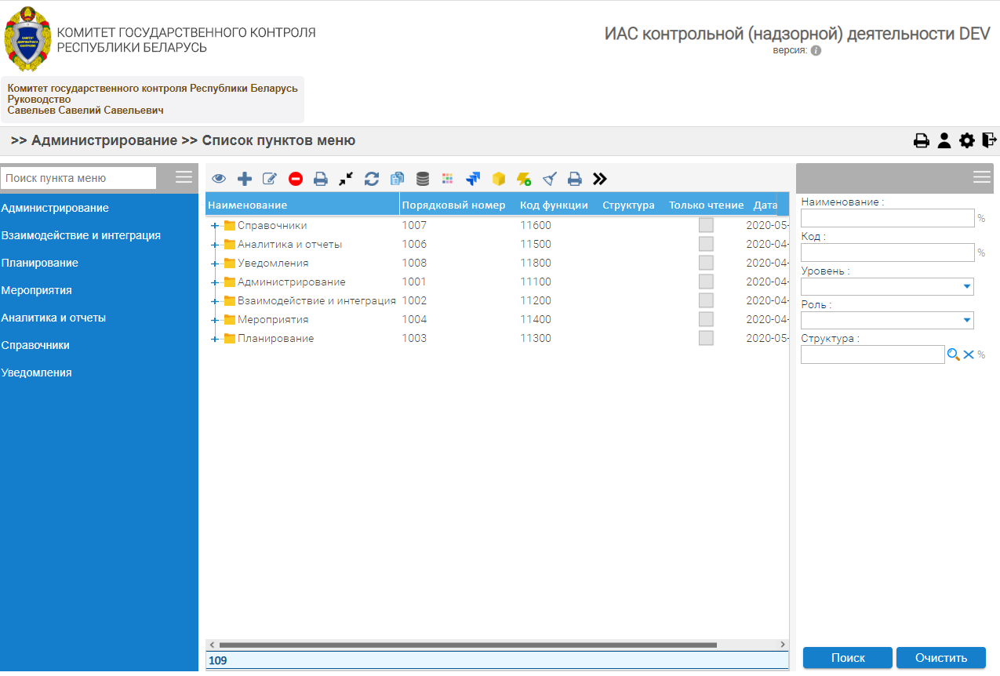 КОМИТЕТ ГОСУДАРСТВЕННОГО КОНТРОЛЯ
РЕСПУБЛИКИ БЕЛАРУСЬ
ИАС контрольной (надзорной) деятельности DEV
версия:
Комитет государственного контроля Республики Беларусь
Руководство
Савельев Савелий Савельевич
>> Администрирование >> Список пунктов меню
Поиск пункта меню
Администрирование
Взаимодействие и интеграция
Планирование
Мероприятия
Аналитика и отчеты
Справочники
Уведомления
Наименование Порядковый номер Код функции Структура Только чтение Дата
Справочники 1007 11600 2020-05-
Аналитика и отчеты 1006 11500 2020-04-
Уведомления 1008 11800 2020-04-
Администрирование 1001 11100 2020-04-
Взаимодействие и интеграция 1002 11200 2020-04-
Мероприятия 1004 11400 2020-04-
Планирование 1003 11300 2020-05-
109
Наименование :
%
Код :
%
Уровень :
Роль :
Структура :
%
Поиск Очистить